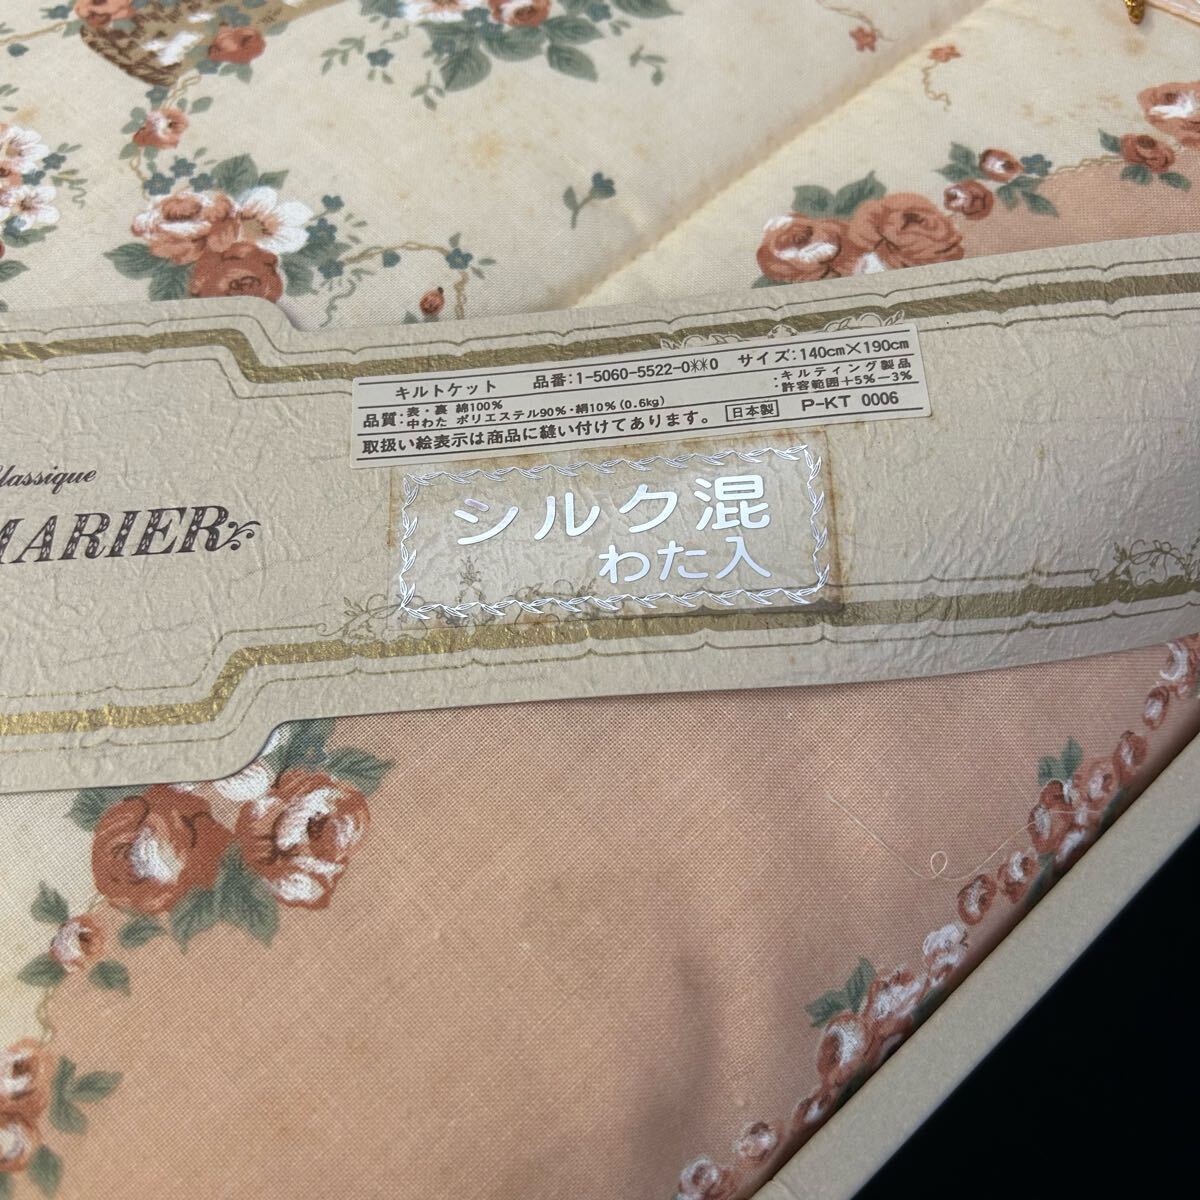 キルトケット 品番:1-5060-5522-0**0 サイズ:140cm×190cm
品質・表・裏 綿100%
中わた ポリエステル90%・絹10%(0.6kg)
:キルティング製品
:許容範囲+5%-3%
取扱い絵表示は商品に縫い付けてあります。 日本製 P-KT 0006
シルク混
わた入
lassique
MARIER